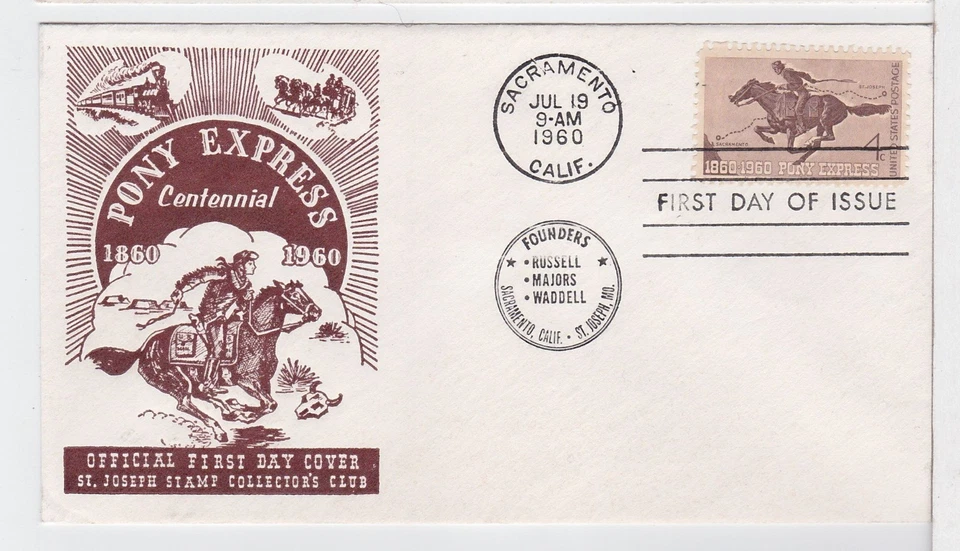 PONY EXPRESS
Centennial
1860 1960
OFFICIAL FIRST DAY COVER
ST. JOSEPH STAMP COLLECTOR'S CLUB
SACRAMENTO
JUL 19
9-AM
1960
CALIF.
FOUNDERS
• RUSSELL
• MAJORS
• WADDELL
SACRAMENTO, CALIF. • ST. JOSEPH, MO.
ST. JOSEPH
SACRAMENTO
4c
UNITED STATES POSTAGE
1860-1960 PONY EXPRESS
FIRST DAY OF ISSUE